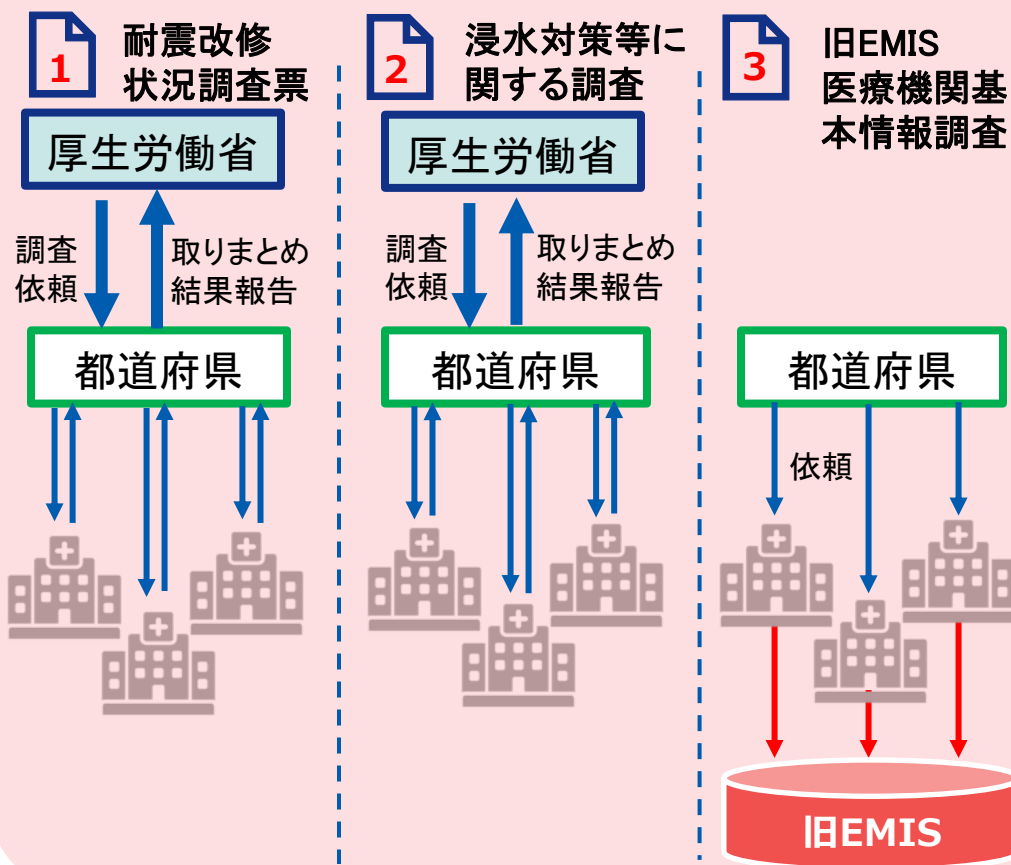 1
耐震改修
状況調査票
厚生労働省
調査
依頼
取りまとめ
結果報告
都道府県
2
浸水対策等に
関する調査
厚生労働省
調査
依頼
取りまとめ
結果報告
都道府県
3
旧EMIS
医療機関基
本情報調査
都道府県
依頼
旧EMIS